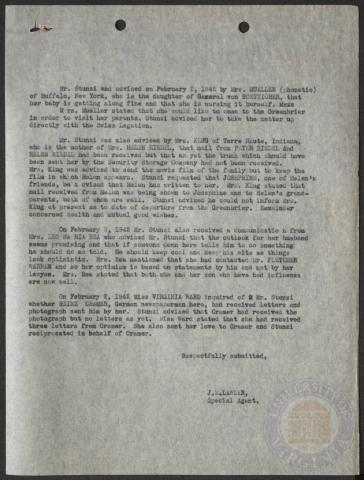 Mr. Stunzi was advised on February 2, 1942 by Mrs. MUELLER (phonetic)
of Buffalo, New York, who is the daughter of General von BOETTICHER, that
her baby is getting along fine and that she is nursing it herself.
Mrs. Mueller stated that she would like to come to the Greenbrier
in order to visit her parents. Stunzi advised her to take the matter up
directly with the Swiss Legation.
Mr. Stunzi was also advised by Mrs. KING of Terre Haute, Indiana,
who is the mother of Mrs. HELEN RIEDEL, that mail from PETER RIEDEL and
HELEN RIEDEL had been received but that as yet the trunk which should have
been sent her by the Security Storage Company had not been received.
Mrs. King was advised to send the movie film of the family but to keep the
film in which Helen appears. Stunzi requested that JOSEPHINE, one of Helen's
friends, be advised that Helen has written to her. Mrs. King stated that
mail received from Helen was being shown to Josephine and to Helen's grand-
parents, both of whom are well. Stunzi advised he could not inform Mrs.
King at present as to date of departure from the Greenbrier. Remainder
concerned health and mutual good wishes.
On February 2, 1942 Mr. Stunzi also received a communication from
Mrs. REA who advised Mr. Stunzi that the outlook for her husband
seems promising and that if someone down here tells him to do something
he should do as told. He should keep cool and keep his wits as things
look optimistic. Mrs. Rea mentioned that she had contacted Mr. FLETCHER
WARREN and so her optimism is based on statements by him and not by her
lawyer. Mrs. Rea stated that both she and her son who have had influenza
are now well.
On February 2, 1942 Miss VIRGINIA WARD inquired of Mr. Stunzi
whether HEINZ CRAMER, German newspaperman here, had received letters and
photograph sent him by her. Stunzi advised that Cramer had received the
photograph but no letters as yet. Miss Ward stated that she had received
three letters from Cramer. She also sent her love to Cramer and Stunzi
reciprocated in behalf of Cramer.
Respectfully submitted,
Special Agent.